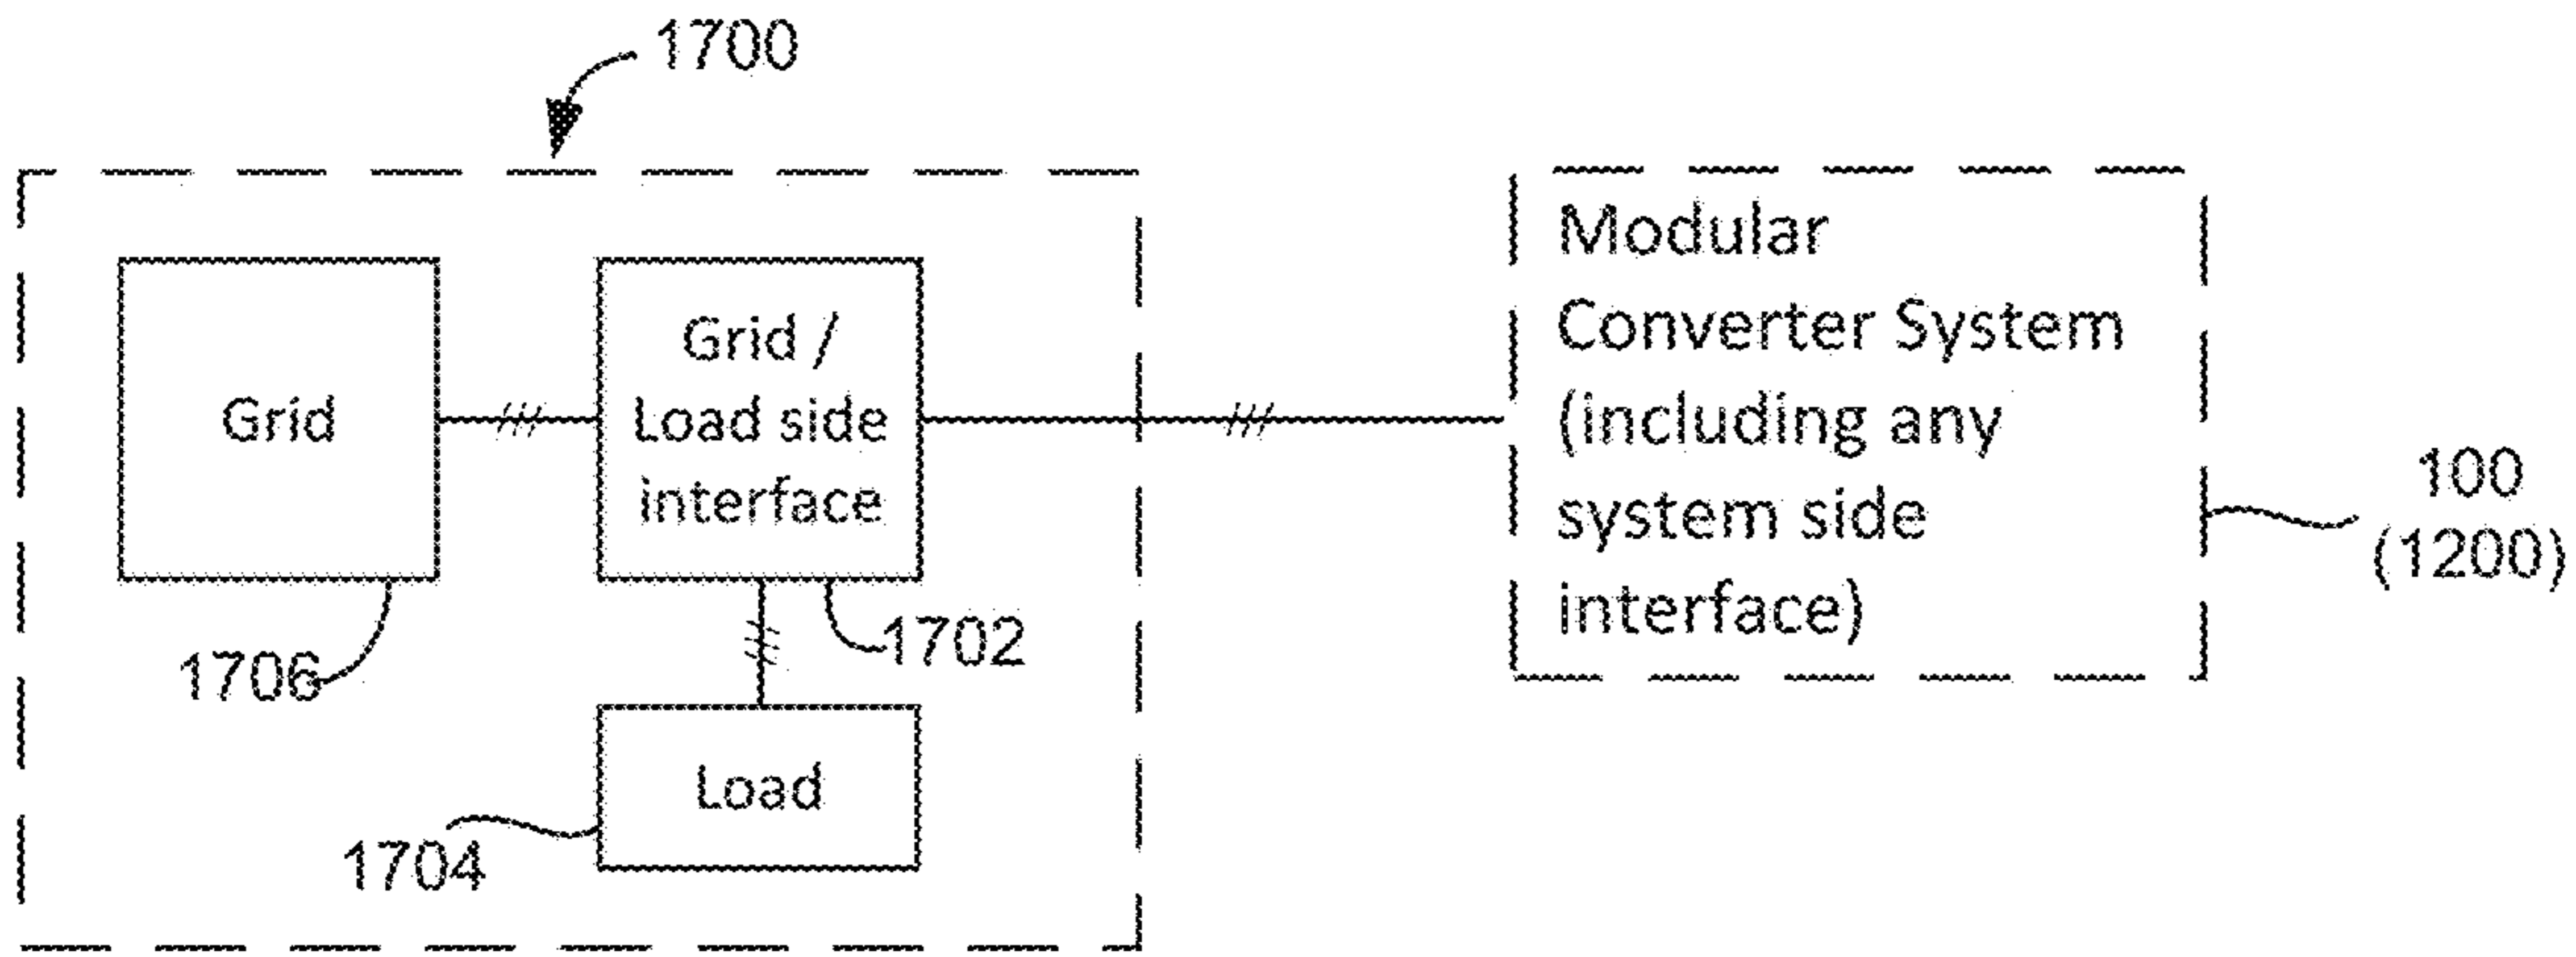 1700
Grid
Grid /
Load side
interface
1706
1702
Load
1704
Modular
Converter System
(including any
system side
interface)
100
(1200)